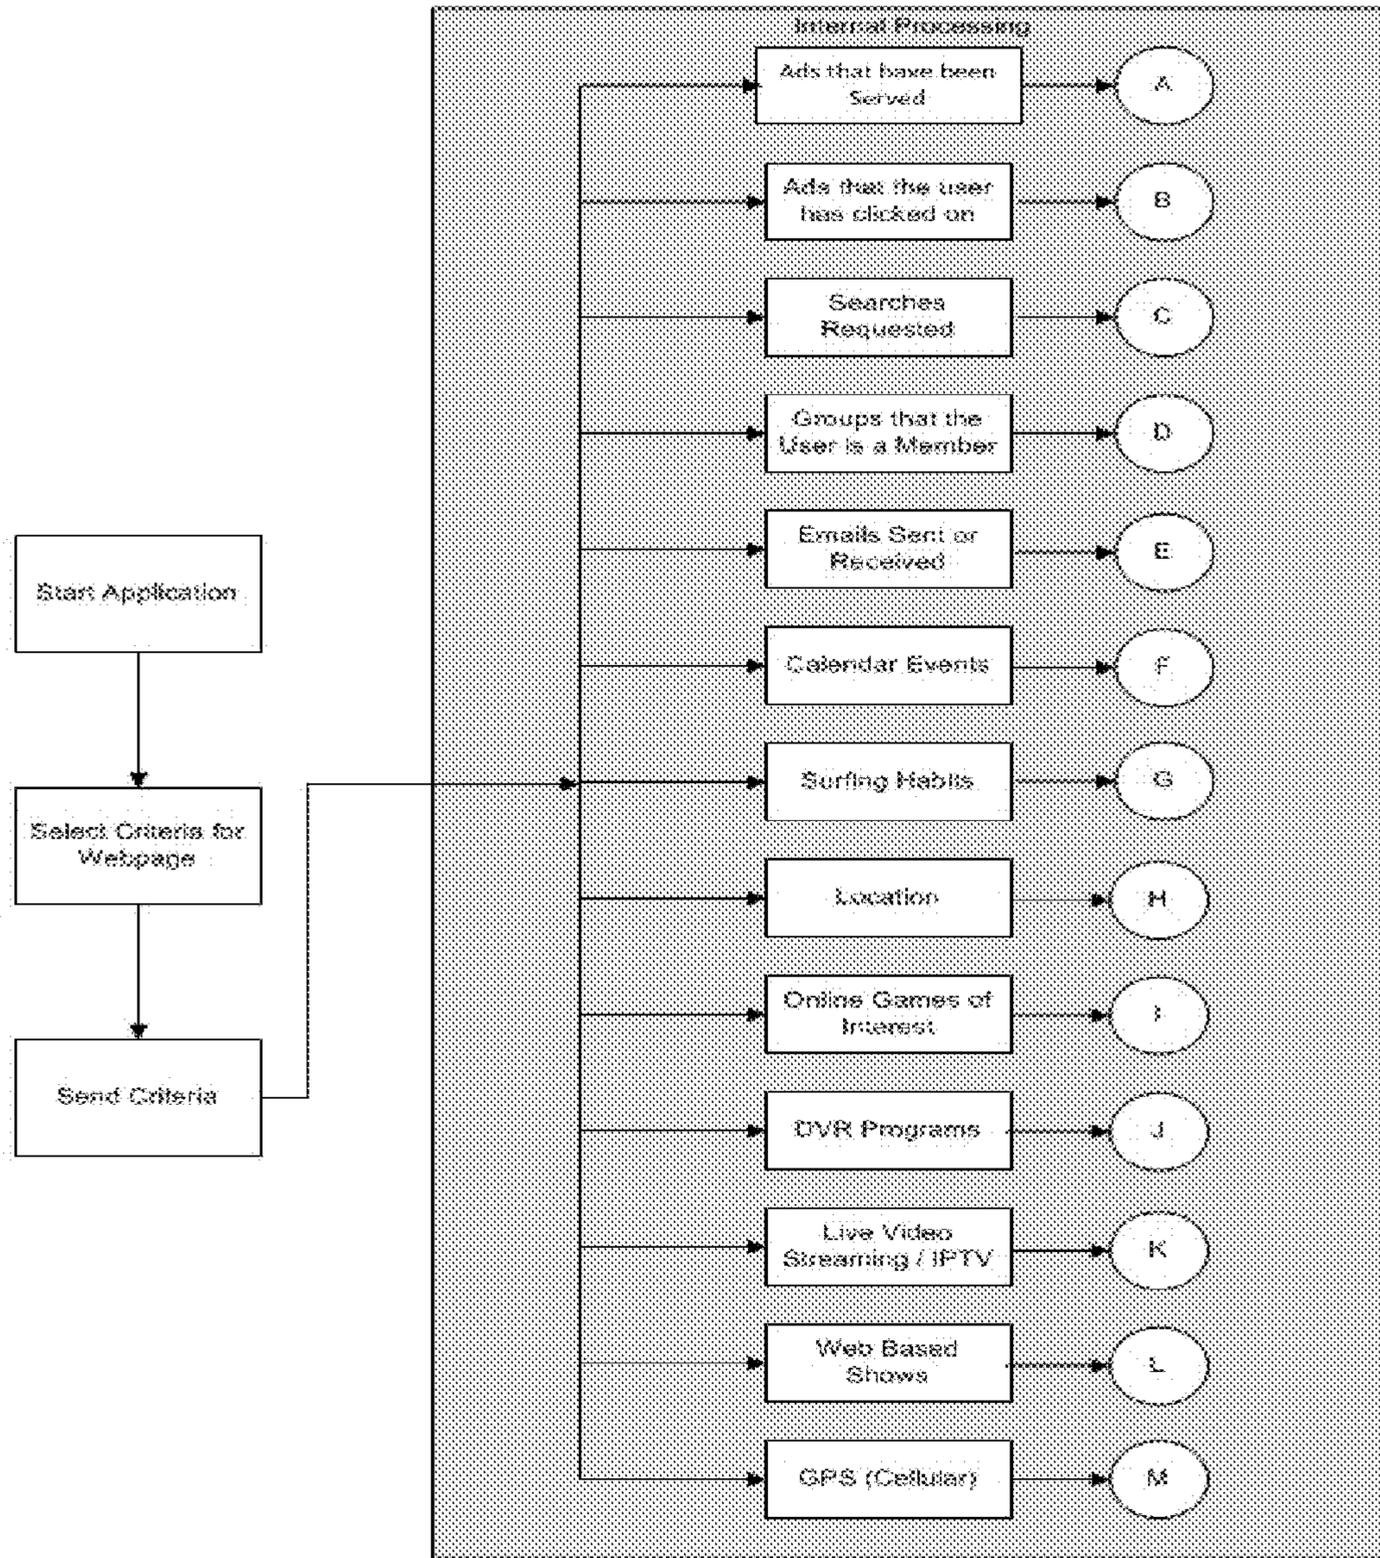 Internal Processing
Ads that have been
Served
A
Ads that the user
has clicked on
B
Searches
Requested
C
Groups that the
User is a Member
D
Emails Sent or
Received
E
Start Application
Calendar Events
F
Surfing Habits
G
Select Criteria for
Webpage
Location
H
Online Games of
Interest
I
Send Criteria
DVR Programs
J
Live Video
Streaming / IPTV
K
Web Based
Shows
L
GPS (Cellular)
M